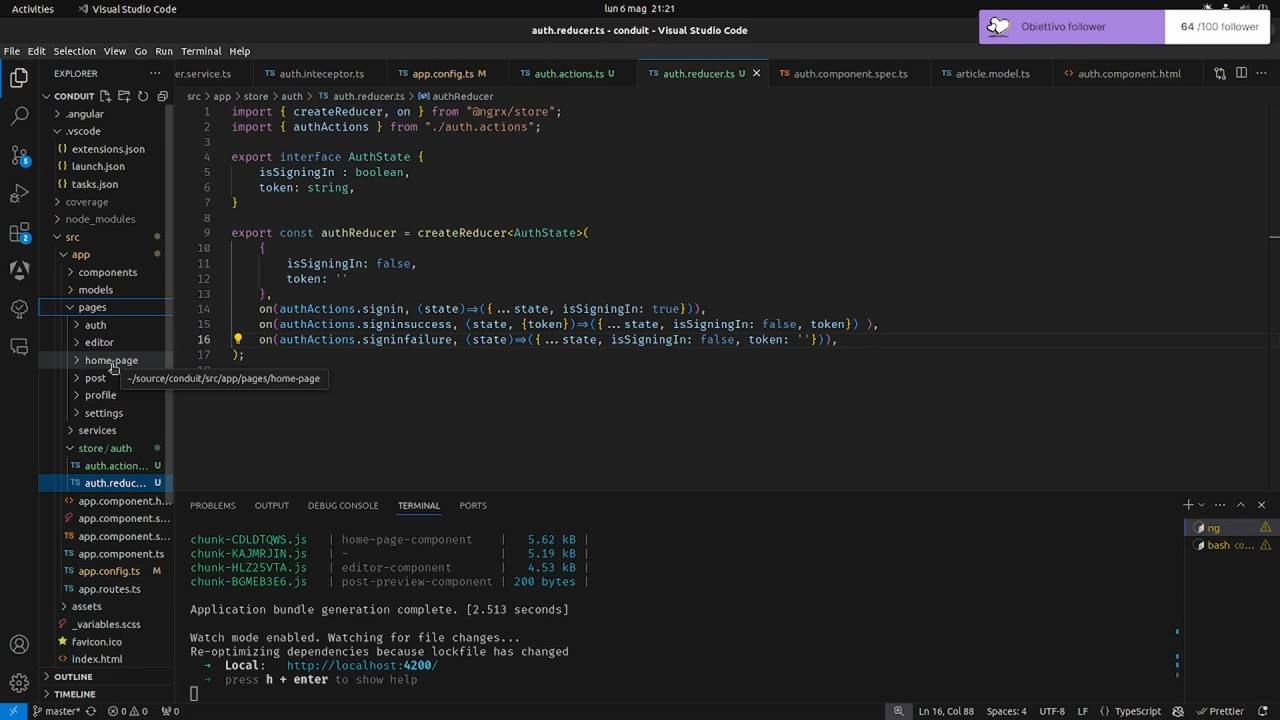 Activities
Visual Studio Code
lun 6 mag 21:21
Obiettivo follower
64 /100 follower
auth.reducer.ts - conduit - Visual Studio Code
File Edit Selection View Go Run Terminal Help
EXPLORER
er.service.ts
auth.inteceptor.ts
app.config.ts M
auth.actions.ts U
auth.reducer.ts U
auth.component.spec.ts
article.model.ts
auth.component.html
CONDUIT
src > app > store > auth > TS auth.reducer.ts > authReducer
.angular
.vscode
extensions.json
launch.json
tasks.json
coverage
node_modules
src
app
components
models
pages
auth
editor
home-page
post
profile
settings
services
store / auth
TS auth.action... U
TS auth.reduc... U
app.component.h...
app.component.s...
TS app.component.s...
TS app.component.ts
TS app.config.ts M
TS app.routes.ts
assets
_variables.scss
favicon.ico
index.html
OUTLINE
TIMELINE
5
2
~/source/conduit/src/app/pages/home-page
1 import { createReducer, on } from "@ngrx/store";
2 import { authActions } from "./auth.actions";
3
4 export interface AuthState {
5 isSigningIn : boolean,
6 token: string,
7 }
8
9 export const authReducer = createReducer<AuthState>(
10 {
11 isSigningIn: false,
12 token: ''
13 },
14 on(authActions.signin, (state)=>({...state, isSigningIn: true})),
15 on(authActions.signinsuccess, (state, {token})=>({...state, isSigningIn: false, token}) ),
16 on(authActions.signinfailure, (state)=>({...state, isSigningIn: false, token: ''})),
17 );
PROBLEMS OUTPUT DEBUG CONSOLE TERMINAL PORTS
chunk-CDLDTQWS.js | home-page-component | 5.62 kB |
chunk-KAJMRJIN.js | - | 5.19 kB |
chunk-HLZ25VTA.js | editor-component | 4.53 kB |
chunk-BGMEB3E6.js | post-preview-component | 200 bytes |
Application bundle generation complete. [2.513 seconds]
Watch mode enabled. Watching for file changes...
Re-optimizing dependencies because lockfile has changed
➜ Local: http://localhost:4200/
➜ press h + enter to show help
ng
bash co...
master*
0 0
0
Ln 16, Col 88
Spaces: 4
UTF-8
LF
{} TypeScript
Prettier